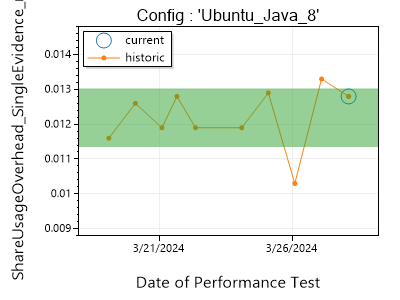 Config : 'Ubuntu_Java_8'
current
historic
0.014
0.013
0.012
0.011
0.01
0.009
3/21/2024
3/26/2024
Date of Performance Test
ShareUsageOverhead_SingleEvidence_